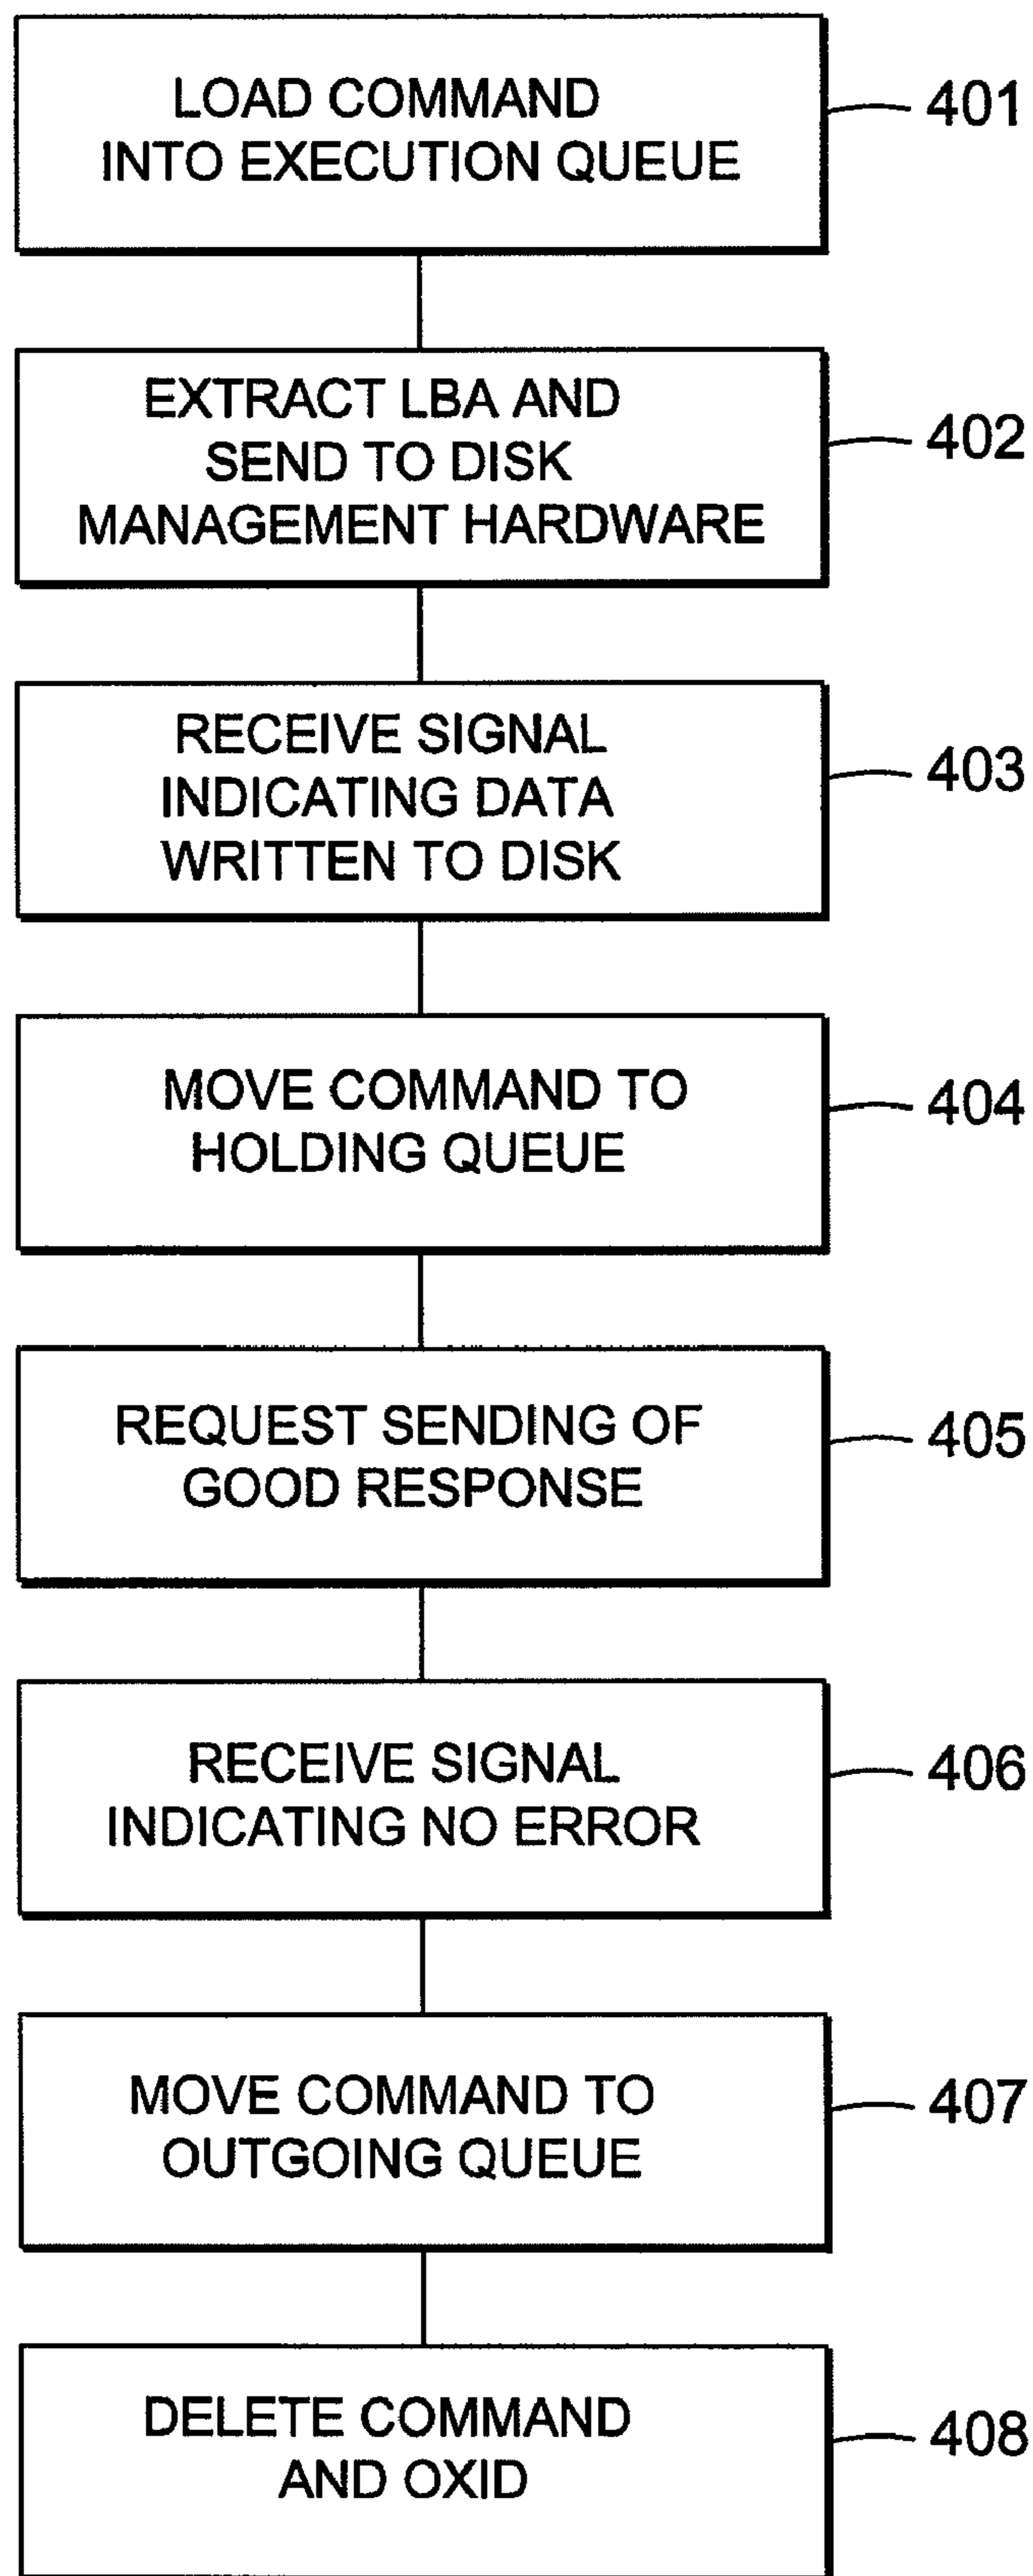 LOAD COMMAND
INTO EXECUTION QUEUE
401
EXTRACT LBA AND
SEND TO DISK
MANAGEMENT HARDWARE
402
RECEIVE SIGNAL
INDICATING DATA
WRITTEN TO DISK
403
MOVE COMMAND TO
HOLDING QUEUE
404
REQUEST SENDING OF
GOOD RESPONSE
405
RECEIVE SIGNAL
INDICATING NO ERROR
406
MOVE COMMAND TO
OUTGOING QUEUE
407
DELETE COMMAND
AND OXID
408